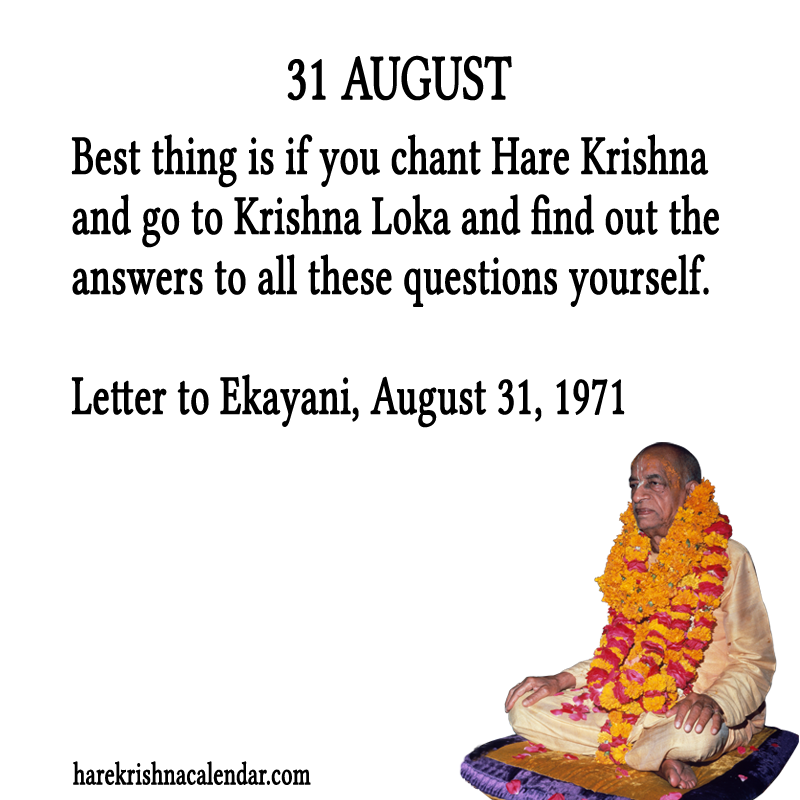 31 AUGUST
Best thing is if you chant Hare Krishna
and go to Krishna Loka and find out the
answers to all these questions yourself.
Letter to Ekayani, August 31, 1971
harekrishnacalendar.com